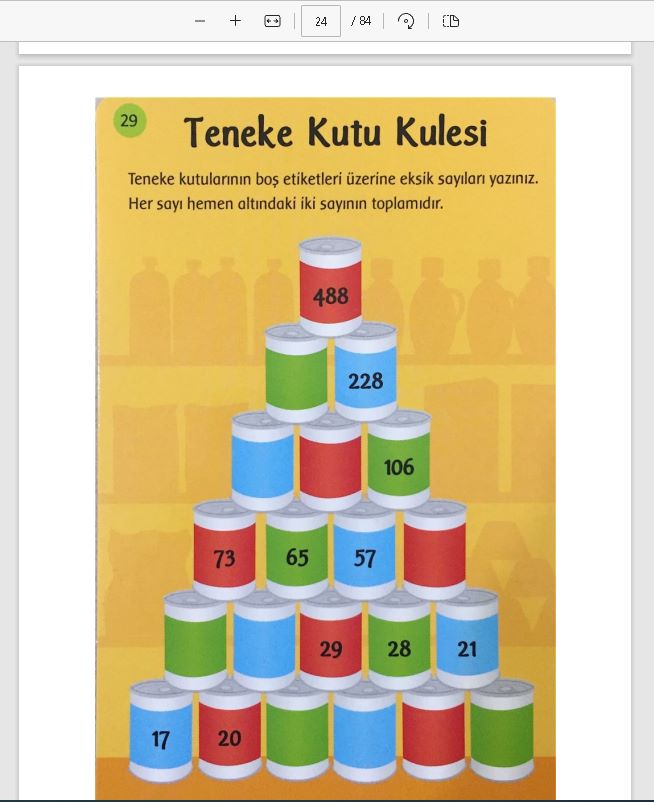 24 / 84
29
Teneke Kutu Kulesi
Teneke kutularının boş etiketleri üzerine eksik sayıları yazınız.
Her sayı hemen altındaki iki sayının toplamıdır.
488
228
106
73 65 57
29 28 21
17 20